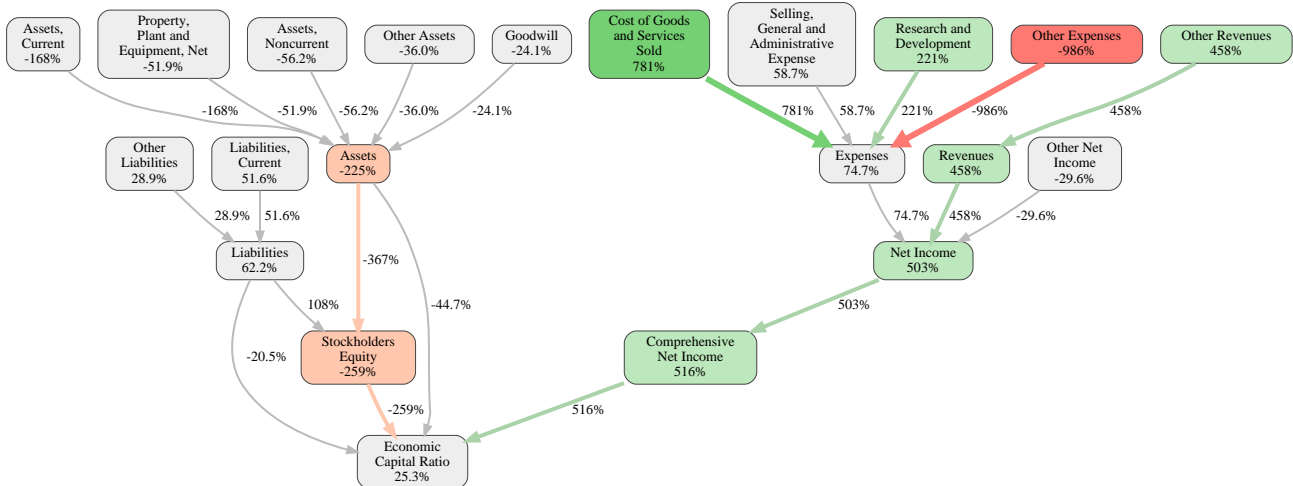 Assets,
Current
-168%
Property,
Plant and
Equipment, Net
-51.9%
Assets,
Noncurrent
-56.2%
Other Assets
-36.0%
Goodwill
-24.1%
Cost of Goods
and Services
Sold
781%
Selling,
General and
Administrative
Expense
58.7%
Research and
Development
221%
Other Expenses
-986%
Other Revenues
458%
-168%
-51.9%
-56.2%
-36.0%
-24.1%
781%
58.7%
221%
-986%
458%
Other
Liabilities
28.9%
Liabilities,
Current
51.6%
Assets
-225%
Expenses
74.7%
Revenues
458%
Other Net
Income
-29.6%
28.9%
51.6%
-367%
-44.7%
74.7%
458%
-29.6%
Liabilities
62.2%
Net Income
503%
108%
-20.5%
503%
Stockholders
Equity
-259%
Comprehensive
Net Income
516%
-259%
516%
Economic
Capital Ratio
25.3%